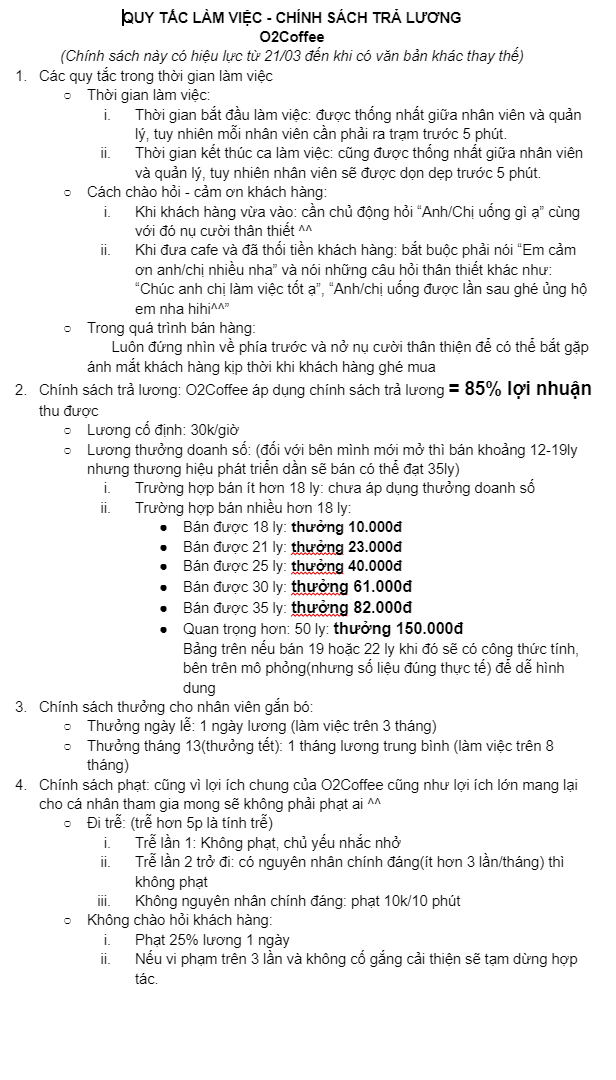 QUY TẮC LÀM VIỆC - CHÍNH SÁCH TRẢ LƯƠNG
O2Coffee
(Chính sách này có hiệu lực từ 21/03 đến khi có văn bản khác thay thế)
1. Các quy tắc trong thời gian làm việc
○ Thời gian làm việc:
i. Thời gian bắt đầu làm việc: được thống nhất giữa nhân viên và quản
lý, tuy nhiên mỗi nhân viên cần phải ra trạm trước 5 phút.
ii. Thời gian kết thúc ca làm việc: cũng được thống nhất giữa nhân viên
và quản lý, tuy nhiên nhân viên sẽ được dọn dẹp trước 5 phút.
○ Cách chào hỏi - cảm ơn khách hàng:
i. Khi khách hàng vừa vào: cần chủ động hỏi “Anh/Chị uống gì ạ” cùng
với đó nụ cười thân thiết ^^
ii. Khi đưa cafe và đã thối tiền khách hàng: bắt buộc phải nói “Em cảm
ơn anh/chị nhiều nha” và nói những câu hỏi thân thiết khác như:
“Chúc anh chị làm việc tốt ạ”, “Anh/chị uống được lần sau ghé ủng hộ
em nha hihi^^”
○ Trong quá trình bán hàng:
Luôn đứng nhìn về phía trước và nở nụ cười thân thiện để có thể bắt gặp
ánh mắt khách hàng kịp thời khi khách hàng ghé mua
2. Chính sách trả lương: O2Coffee áp dụng chính sách trả lương = 85% lợi nhuận
thu được
○ Lương cố định: 30k/giờ
○ Lương thưởng doanh số: (đối với bên mình mới mở thì bán khoảng 12-19ly
nhưng thương hiệu phát triển dần sẽ bán có thể đạt 35ly)
i. Trường hợp bán ít hơn 18 ly: chưa áp dụng thưởng doanh số
ii. Trường hợp bán nhiều hơn 18 ly:
● Bán được 18 ly: thưởng 10.000đ
● Bán được 21 ly: thưởng 23.000đ
● Bán được 25 ly: thưởng 40.000đ
● Bán được 30 ly: thưởng 61.000đ
● Bán được 35 ly: thưởng 82.000đ
● Quan trọng hơn: 50 ly: thưởng 150.000đ
Bảng trên nếu bán 19 hoặc 22 ly khi đó sẽ có công thức tính,
bên trên mô phỏng(nhưng số liệu đúng thực tế) để dễ hình
dung
3. Chính sách thưởng cho nhân viên gắn bó:
○ Thưởng ngày lễ: 1 ngày lương (làm việc trên 3 tháng)
○ Thưởng tháng 13(thưởng tết): 1 tháng lương trung bình (làm việc trên 8
tháng)
4. Chính sách phạt: cũng vì lợi ích chung của O2Coffee cũng như lợi ích lớn mang lại
cho cá nhân tham gia mong sẽ không phải phạt ai ^^
○ Đi trễ: (trễ hơn 5p là tính trễ)
i. Trễ lần 1: Không phạt, chủ yếu nhắc nhở
ii. Trễ lần 2 trở đi: có nguyên nhân chính đáng(ít hơn 3 lần/tháng) thì
không phạt
iii. Không nguyên nhân chính đáng: phạt 10k/10 phút
○ Không chào hỏi khách hàng:
i. Phạt 25% lương 1 ngày
ii. Nếu vi phạm trên 3 lần và không cố gắng cải thiện sẽ tạm dừng hợp
tác.